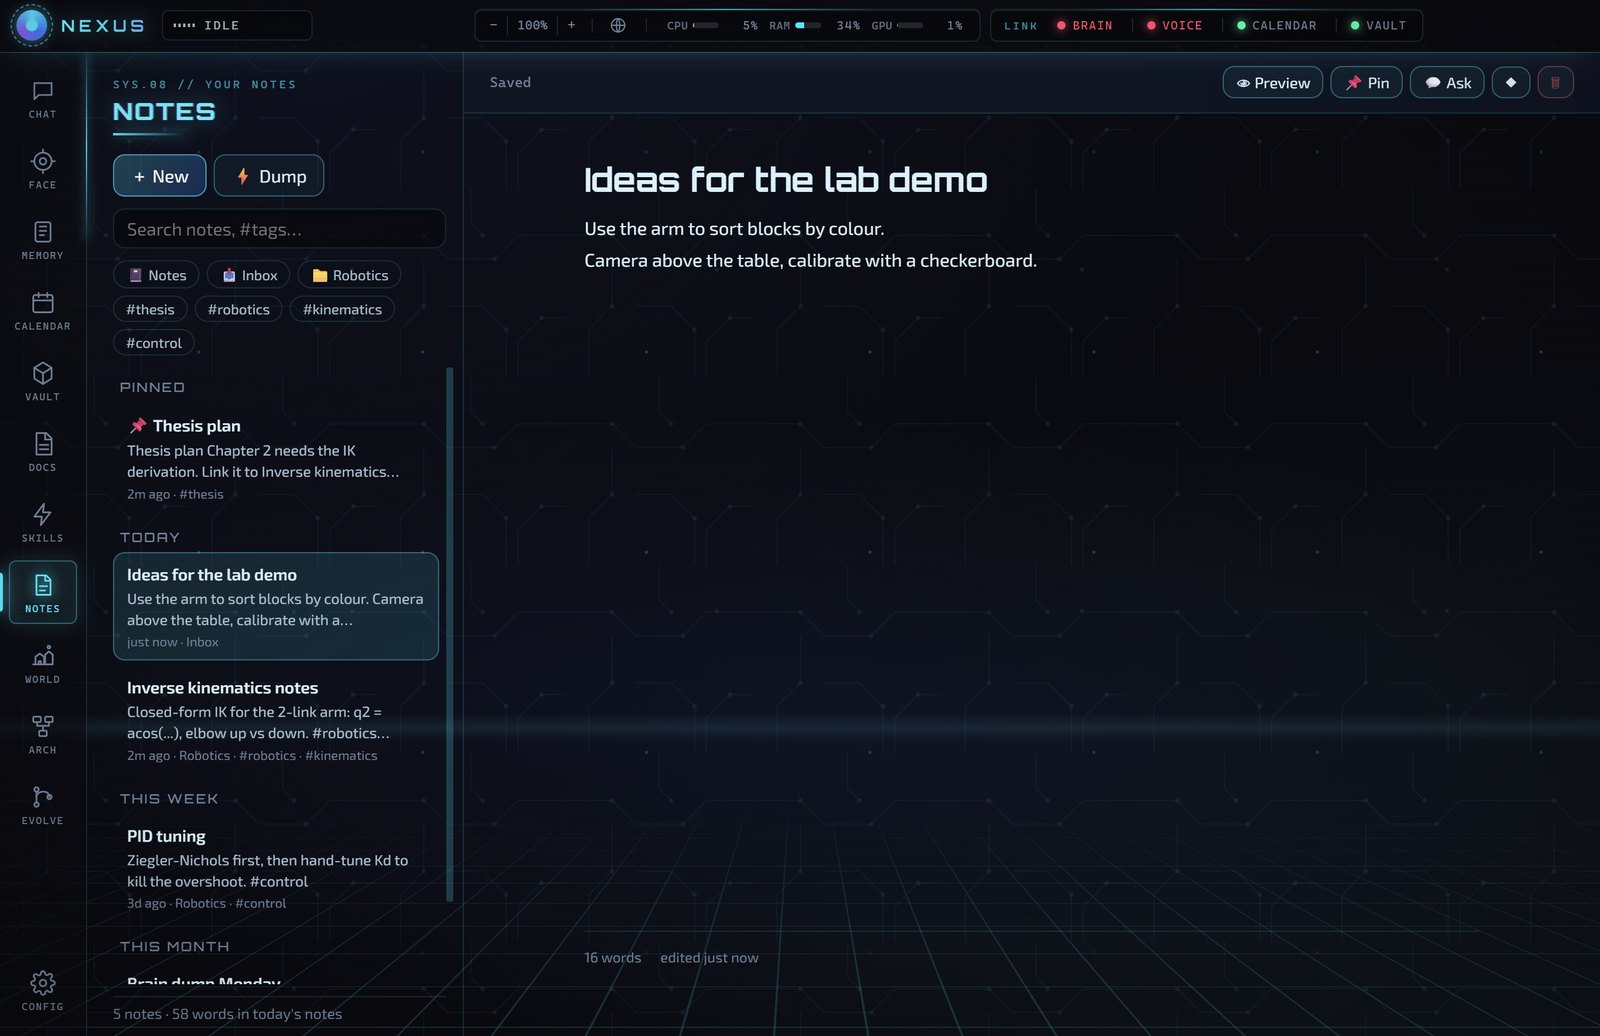 NEXUS
IDLE
− 100% +
CPU 5% RAM 34% GPU 1%
LINK BRAIN VOICE CALENDAR VAULT
CHAT
FACE
MEMORY
CALENDAR
VAULT
DOCS
SKILLS
NOTES
WORLD
ARCH
EVOLVE
CONFIG
SYS.08 // YOUR NOTES
NOTES
+ New
Dump
Search notes, #tags...
Notes Inbox Robotics
#thesis #robotics #kinematics
#control
PINNED
Thesis plan
Thesis plan Chapter 2 needs the IK
derivation. Link it to Inverse kinematics...
2m ago · #thesis
TODAY
Ideas for the lab demo
Use the arm to sort blocks by colour. Camera
above the table, calibrate with a...
just now · Inbox
Inverse kinematics notes
Closed-form IK for the 2-link arm: q2 =
acos(...), elbow up vs down. #robotics...
2m ago · Robotics · #robotics · #kinematics
THIS WEEK
PID tuning
Ziegler-Nichols first, then hand-tune Kd to
kill the overshoot. #control
3d ago · Robotics · #control
THIS MONTH
Brain dump Monday
5 notes · 58 words in today's notes
Saved
Preview Pin Ask
Ideas for the lab demo
Use the arm to sort blocks by colour.
Camera above the table, calibrate with a checkerboard.
16 words edited just now